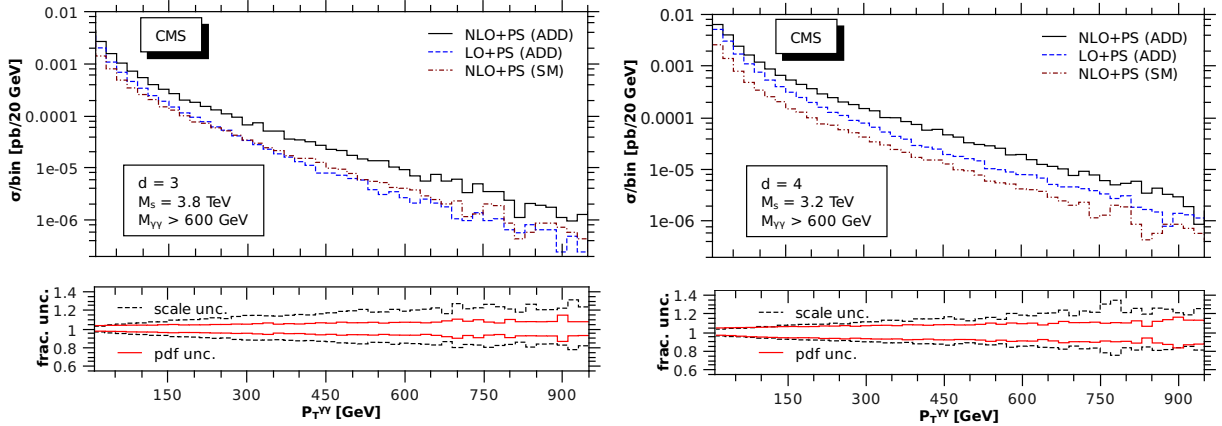 0.01
0.001
0.0001
1e-05
1e-06
σ/bin [pb/20 GeV]
CMS
NLO+PS (ADD)
LO+PS (ADD)
NLO+PS (SM)
d = 3
Mₛ = 3.8 TeV
Mγγ > 600 GeV
1.4
1.2
1
0.8
0.6
frac. unc.
scale unc.
pdf unc.
150 300 450 600 750 900
P_T^γγ [GeV]
0.01
0.001
0.0001
1e-05
1e-06
σ/bin [pb/20 GeV]
CMS
NLO+PS (ADD)
LO+PS (ADD)
NLO+PS (SM)
d = 4
Mₛ = 3.2 TeV
Mγγ > 600 GeV
1.4
1.2
1
0.8
0.6
frac. unc.
scale unc.
pdf unc.
150 300 450 600 750 900
P_T^γγ [GeV]